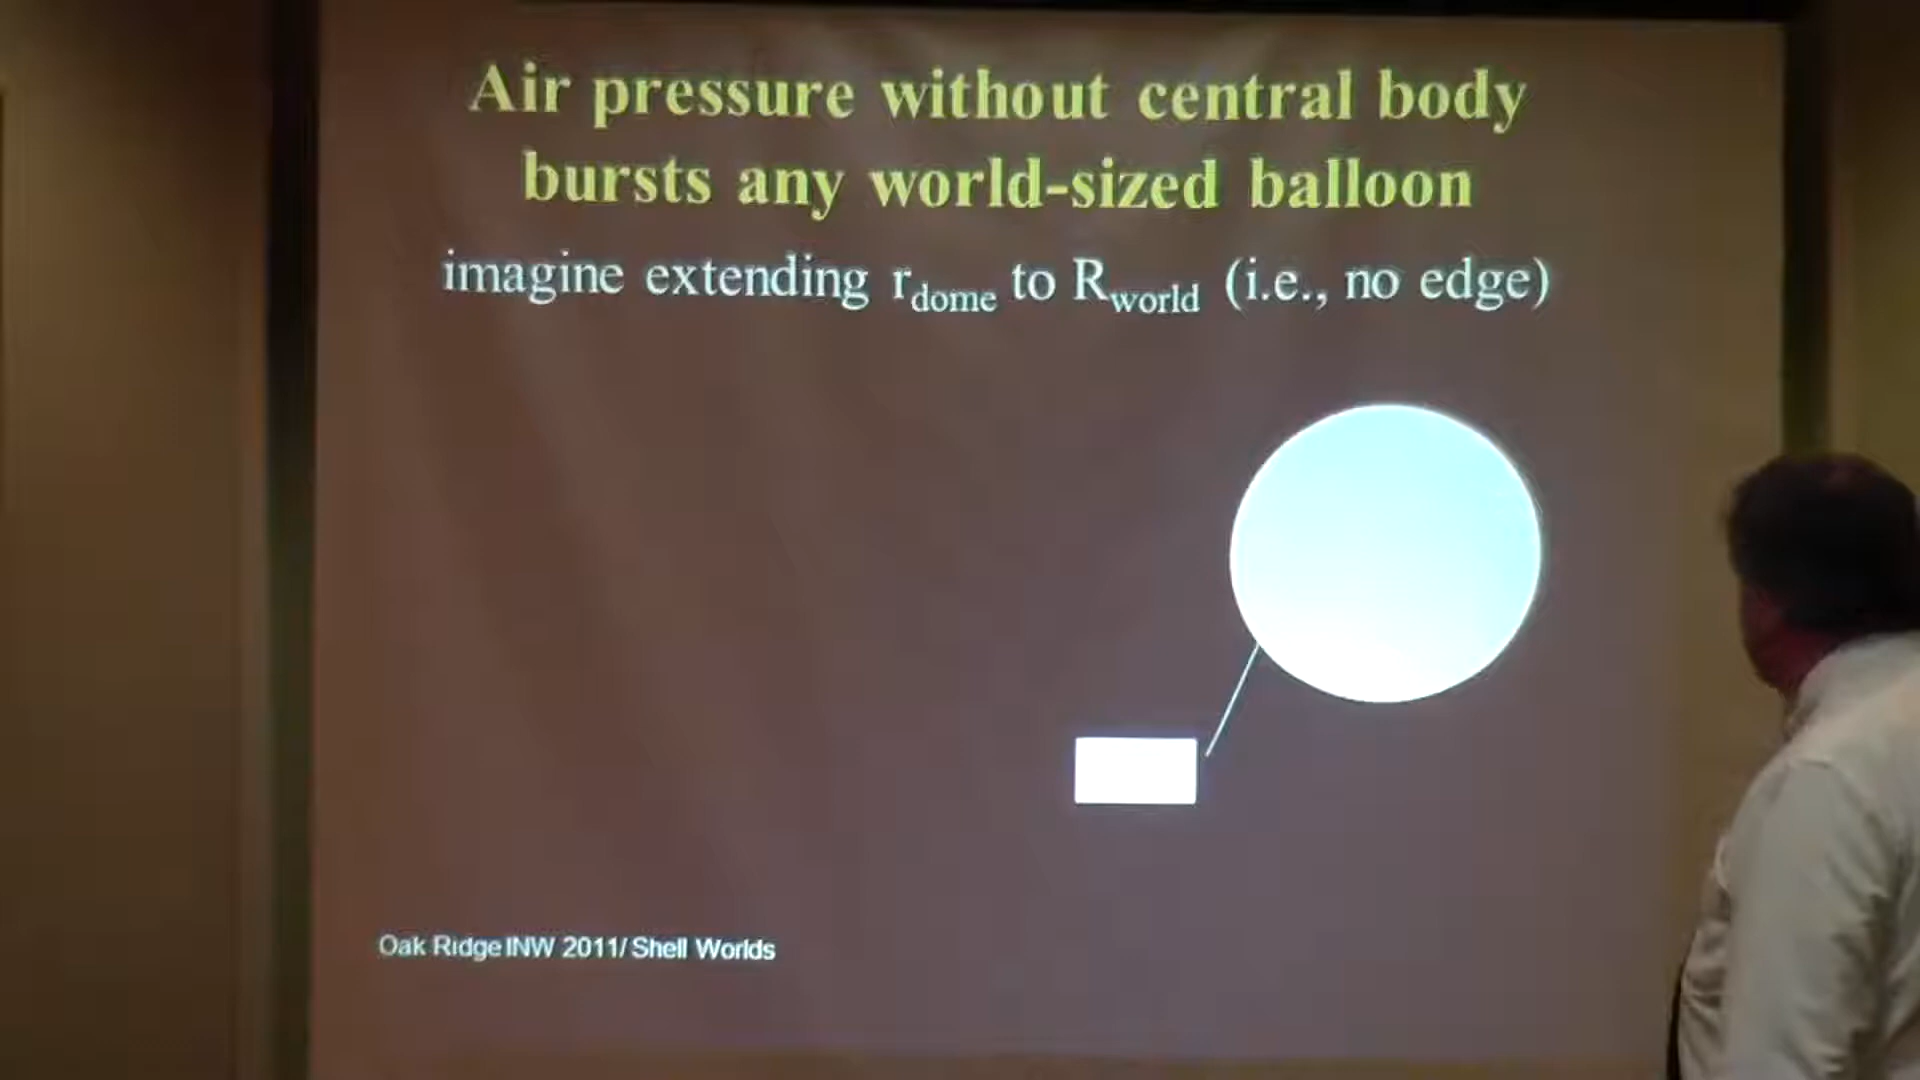 Air pressure without central body
bursts any world-sized balloon
imagine extending rdome to Rworld (i.e., no edge)
Oak Ridge INW 2011/ Shell Worlds